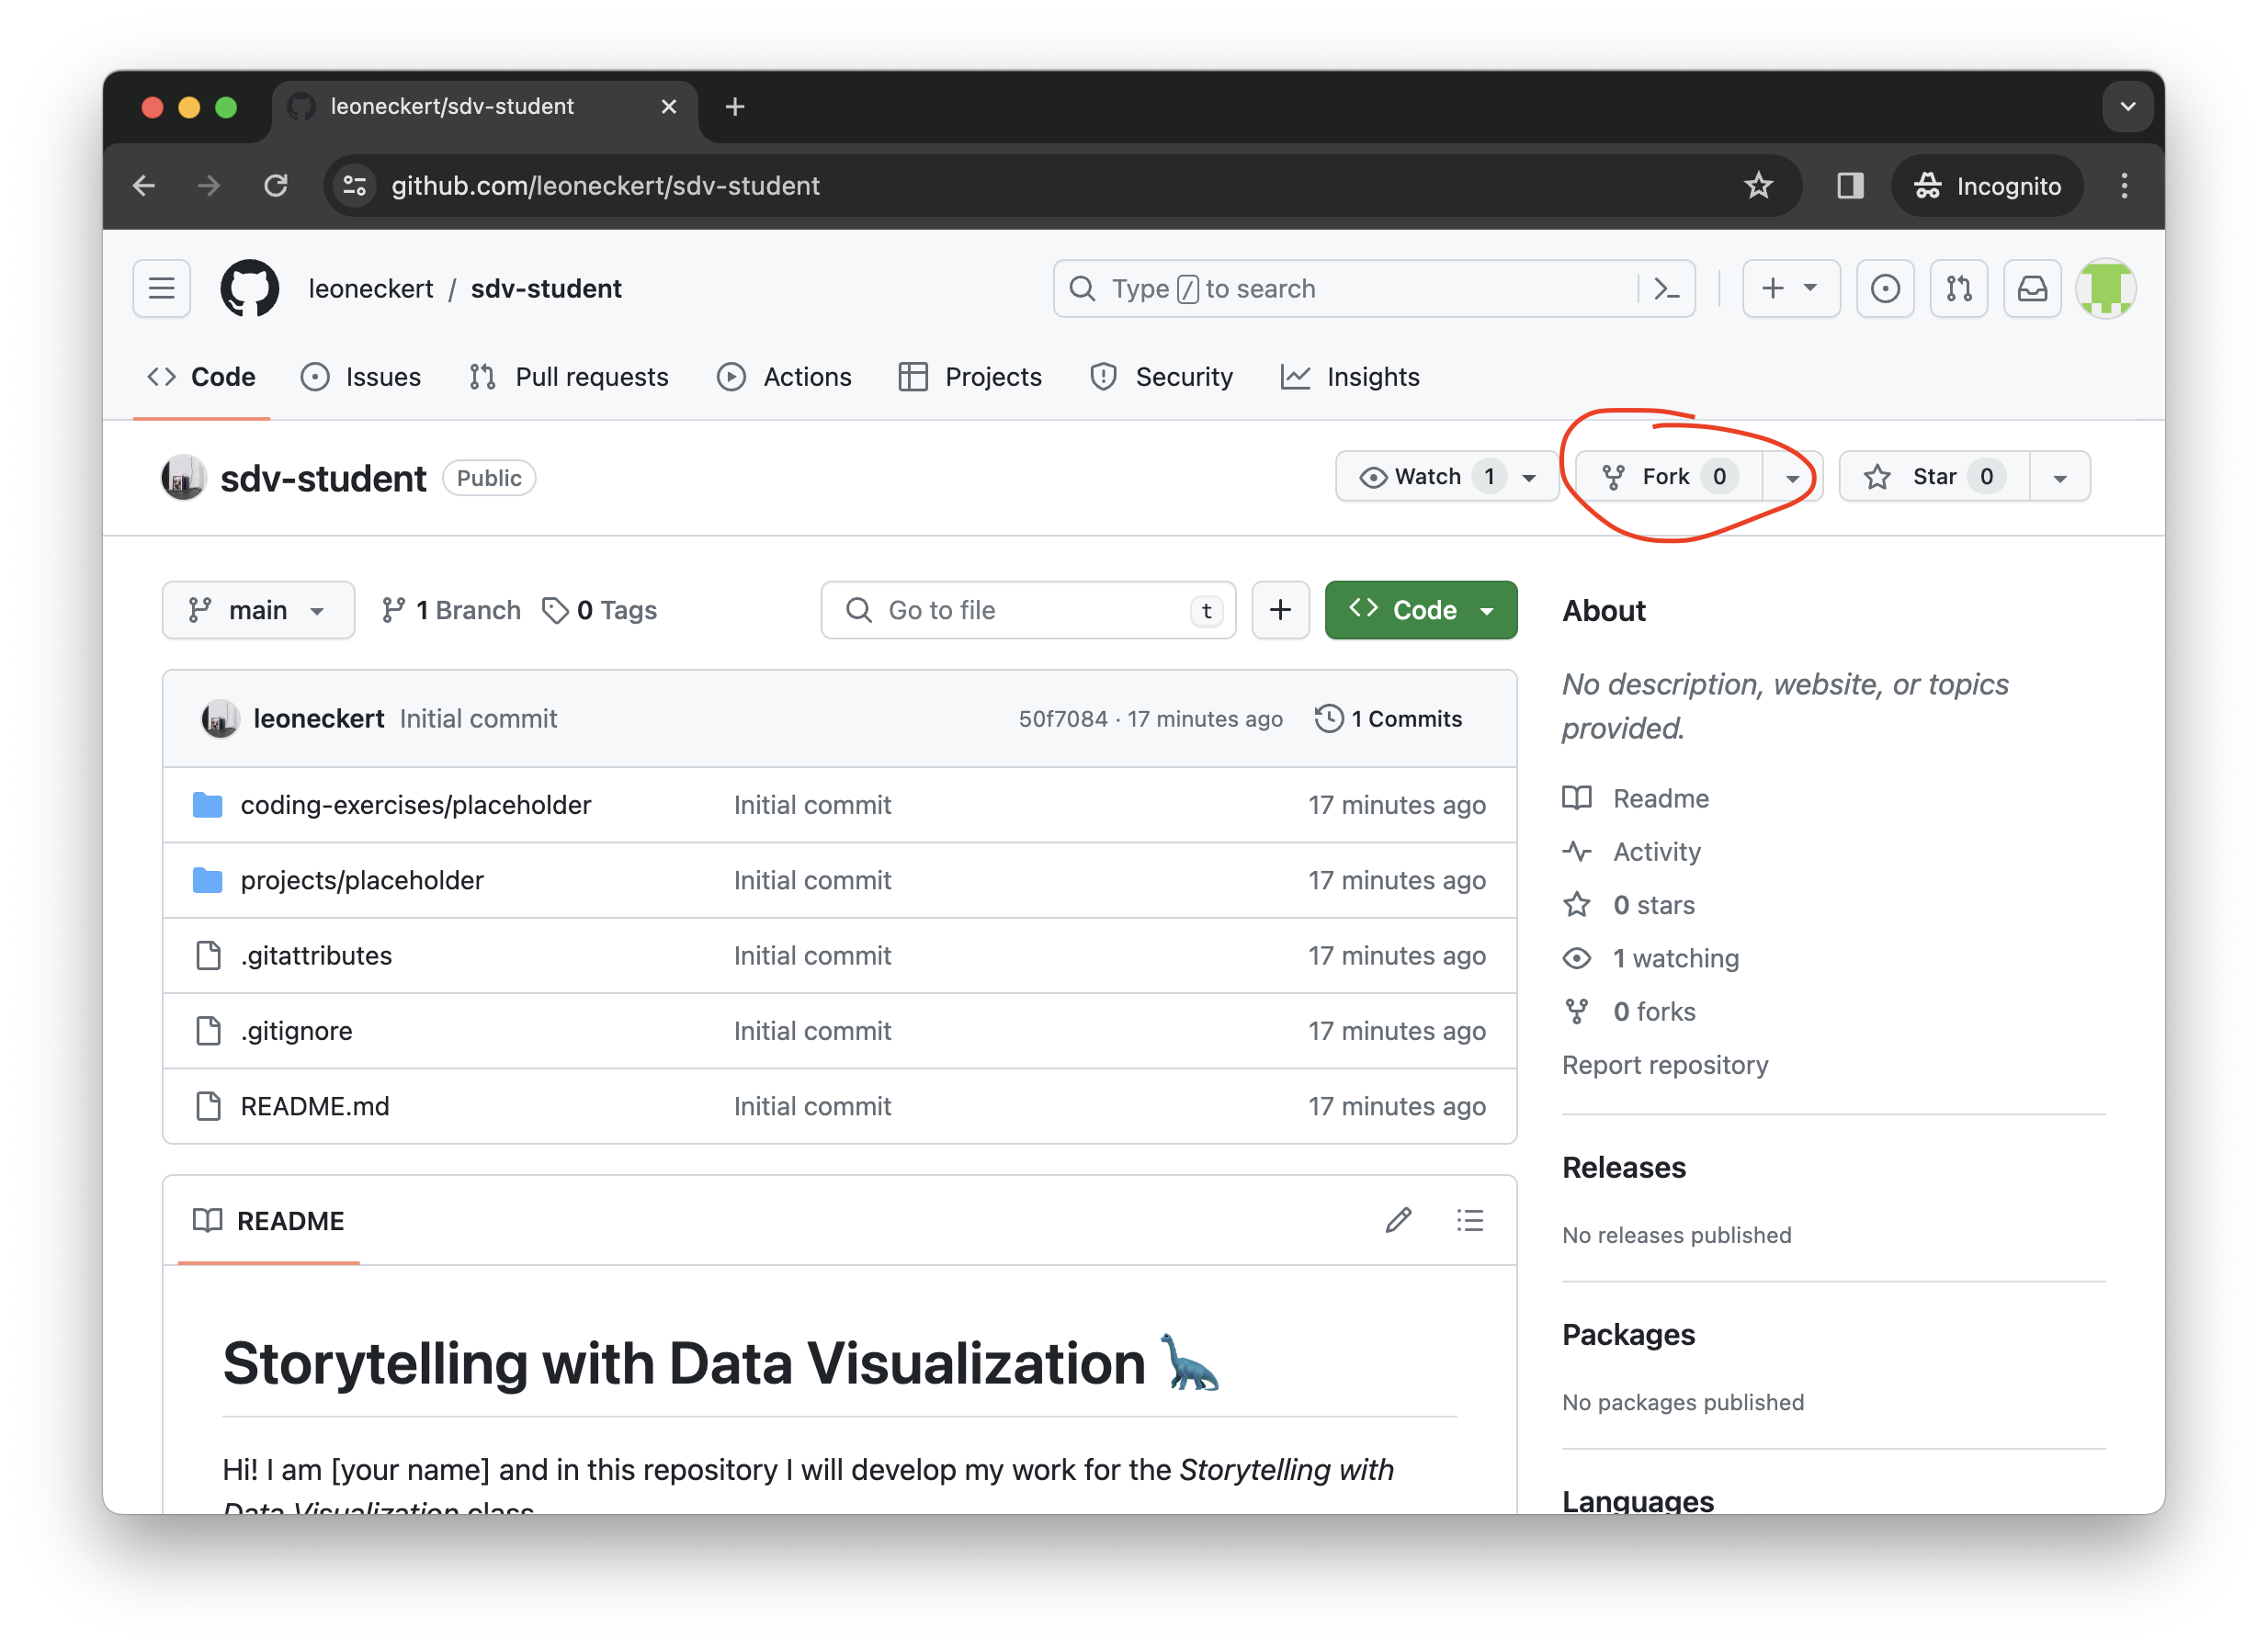 leoneckert/sdv-student
github.com/leoneckert/sdv-student
Incognito
leoneckert / sdv-student
Type / to search
Code Issues Pull requests Actions Projects Security Insights
sdv-student Public
Watch 1 Fork 0 Star 0
main 1 Branch 0 Tags Go to file t Code
leoneckert Initial commit 50f7084 · 17 minutes ago 1 Commits
coding-exercises/placeholder Initial commit 17 minutes ago
projects/placeholder Initial commit 17 minutes ago
.gitattributes Initial commit 17 minutes ago
.gitignore Initial commit 17 minutes ago
README.md Initial commit 17 minutes ago
README
Storytelling with Data Visualization 🦕
Hi! I am [your name] and in this repository I will develop my work for the Storytelling with
Data Visualization class
About
No description, website, or topics
provided.
Readme
Activity
0 stars
1 watching
0 forks
Report repository
Releases
No releases published
Packages
No packages published
Languages